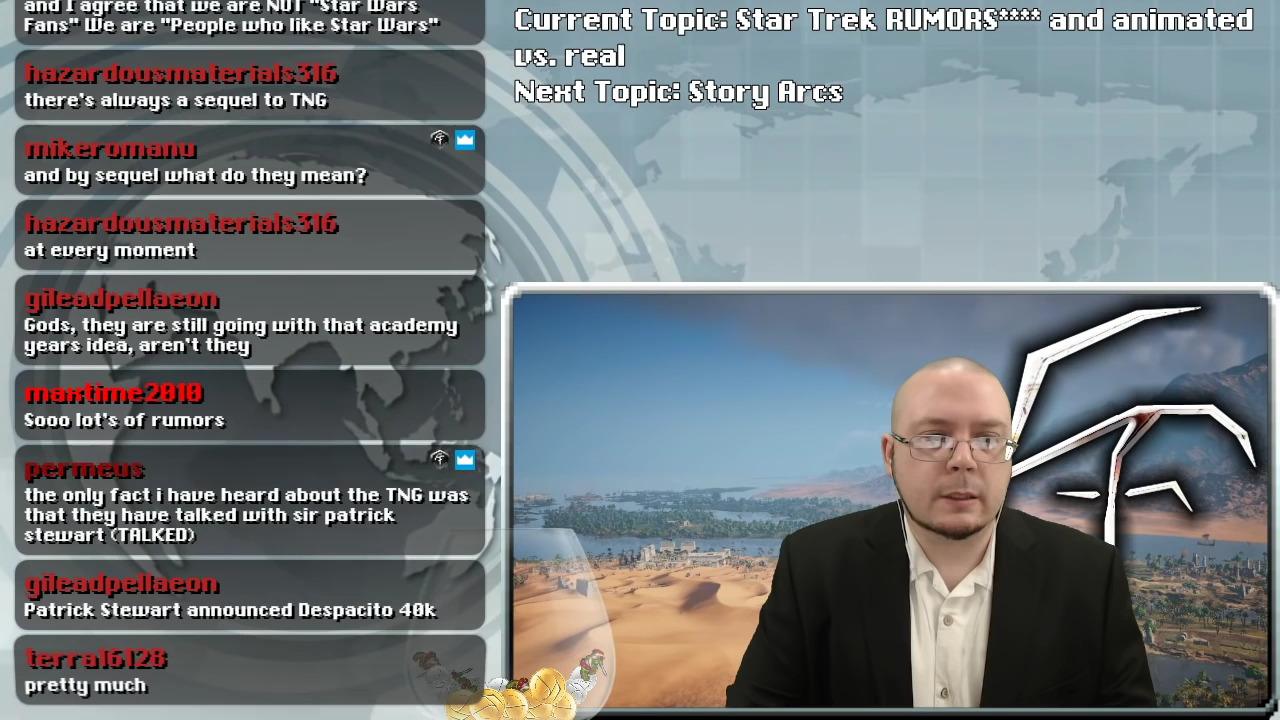 and I agree that we are NOT "Star Wars
Fans" We are "People who like Star Wars"
hazardousmaterials316
there's always a sequel to TNG
mikeromanu
and by sequel what do they mean?
hazardousmaterials316
at every moment
gileadpellaeon
Gods, they are still going with that academy
years idea, aren't they
maxtime2010
Sooo lot's of rumors
permeus
the only fact i have heard about the TNG was
that they have talked with sir patrick
stewart (TALKED)
gileadpellaeon
Patrick Stewart announced Despacito 40k
terra16128
pretty much
Current Topic: Star Trek RUMORS**** and animated
vs. real
Next Topic: Story Arcs